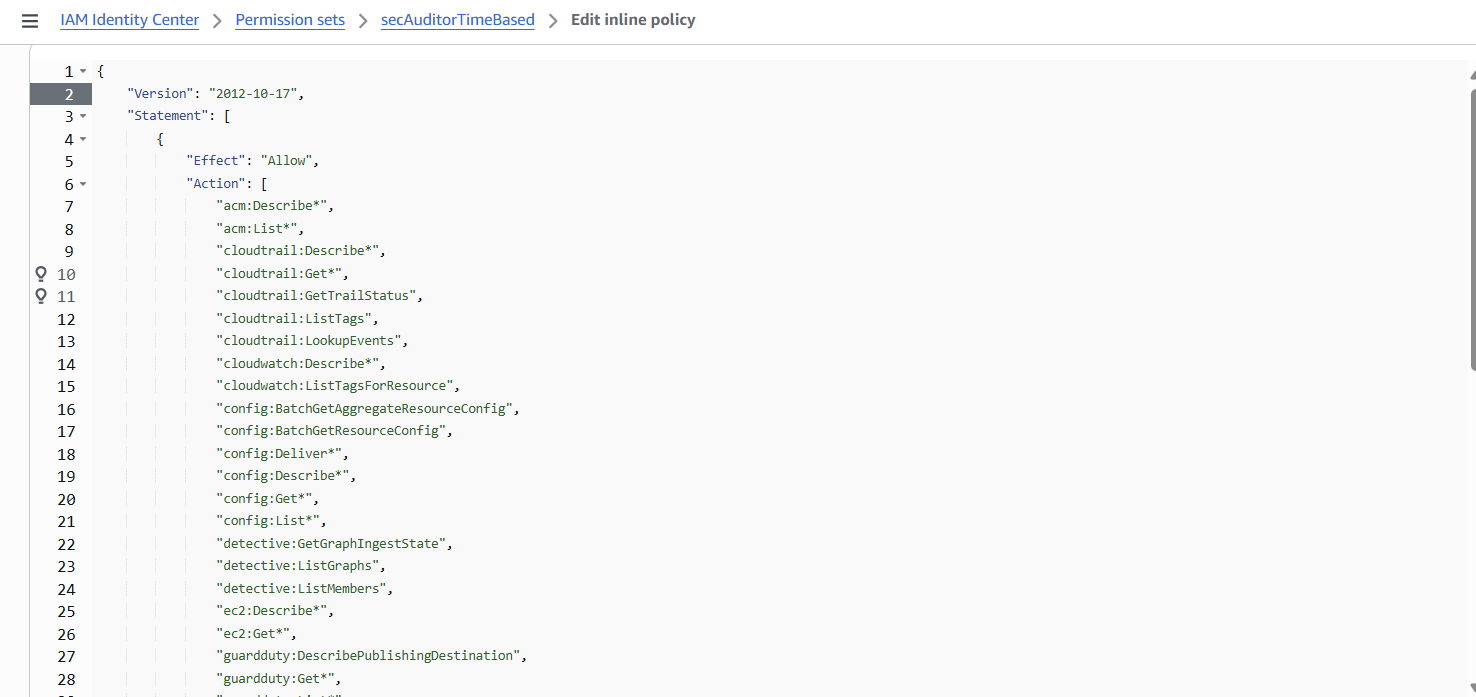 IAM Identity Center > Permission sets > secAuditorTimeBased > Edit inline policy
1 {
2 "Version": "2012-10-17",
3 "Statement": [
4 {
5 "Effect": "Allow",
6 "Action": [
7 "acm:Describe*",
8 "acm:List*",
9 "cloudtrail:Describe*",
10 "cloudtrail:Get*",
11 "cloudtrail:GetTrailStatus",
12 "cloudtrail:ListTags",
13 "cloudtrail:LookupEvents",
14 "cloudwatch:Describe*",
15 "cloudwatch:ListTagsForResource",
16 "config:BatchGetAggregateResourceConfig",
17 "config:BatchGetResourceConfig",
18 "config:Deliver*",
19 "config:Describe*",
20 "config:Get*",
21 "config:List*",
22 "detective:GetGraphIngestState",
23 "detective:ListGraphs",
24 "detective:ListMembers",
25 "ec2:Describe*",
26 "ec2:Get*",
27 "guardduty:DescribePublishingDestination",
28 "guardduty:Get*",